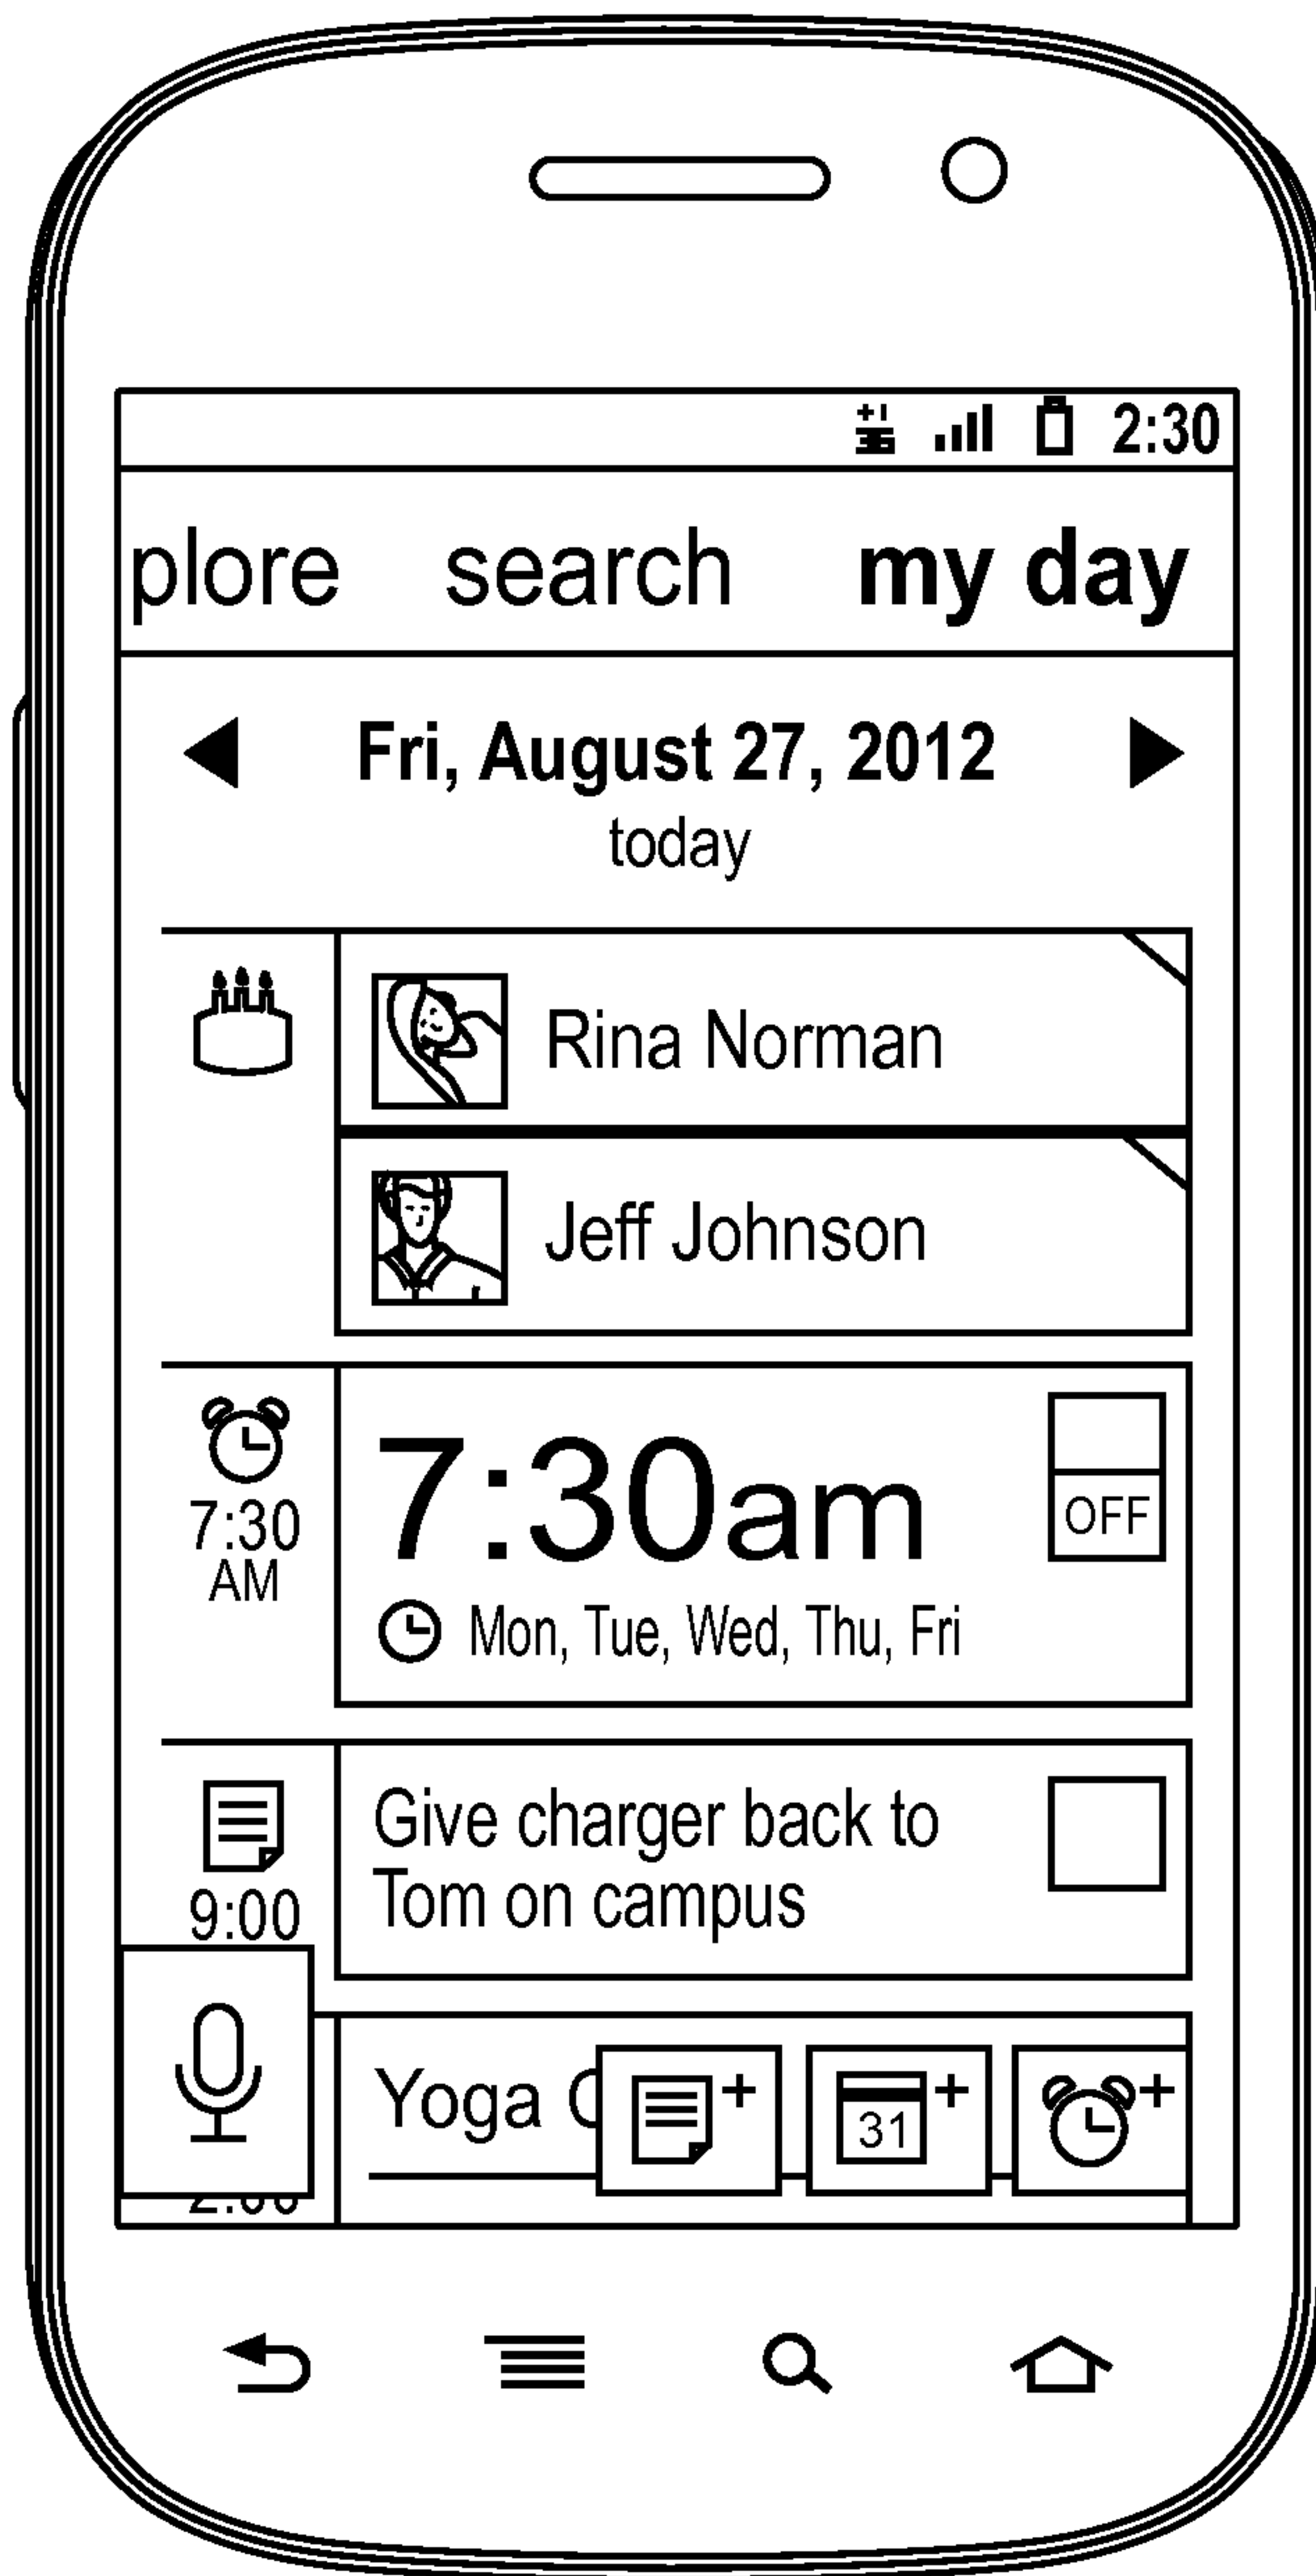 2:30
plore search my day
Fri, August 27, 2012
today
Rina Norman
Jeff Johnson
7:30
AM
7:30am
OFF
Mon, Tue, Wed, Thu, Fri
9:00
Give charger back to
Tom on campus
Yoga
31